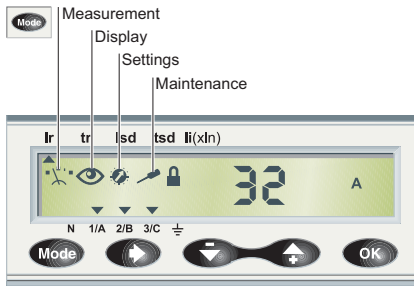 Mode
Measurement
Display
Settings
Maintenance
Ir tr Isd tsd Ii(xIn)
32 A
N 1/A 2/B 3/C
Mode OK